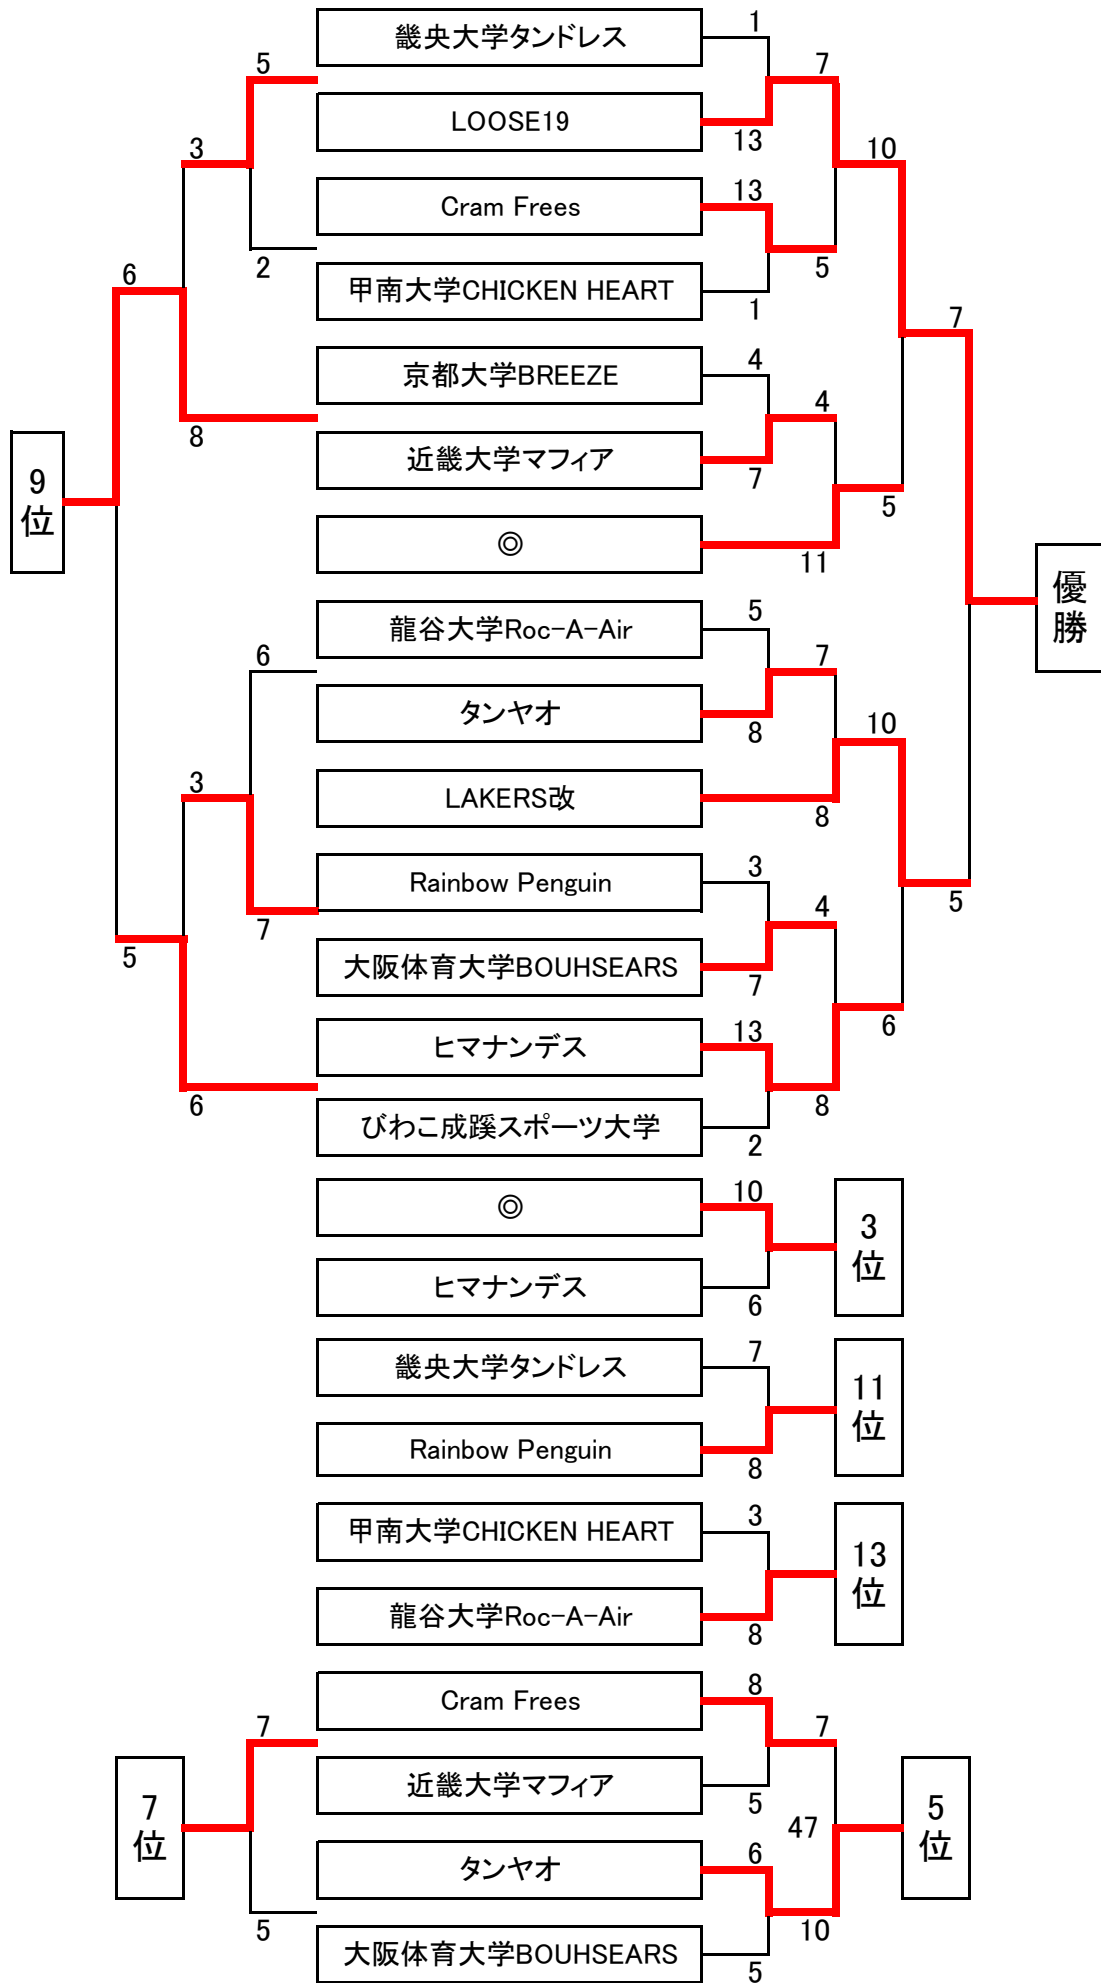 畿央大学タンドレス
1
5
7
LOOSE19
13
3
10
Cram Frees
13
2
5
6
甲南大学CHICKEN HEART
1
7
京都大学BREEZE
4
4
8
近畿大学マフィア
7
9
位
5
◎
11
優
勝
龍谷大学Roc-A-Air
5
6
7
タンヤオ
8
10
3
LAKERS改
8
Rainbow Penguin
3
7
4
5
5
大阪体育大学BOUHSEARS
7
ヒマナンデス
13
6
6
8
びわこ成蹊スポーツ大学
2
◎
10
3
位
ヒマナンデス
6
畿央大学タンドレス
7
11
位
Rainbow Penguin
8
甲南大学CHICKEN HEART
3
13
位
龍谷大学Roc-A-Air
8
Cram Frees
8
7
7
近畿大学マフィア
5
7
位
47
5
位
タンヤオ
6
5
10
大阪体育大学BOUHSEARS
5